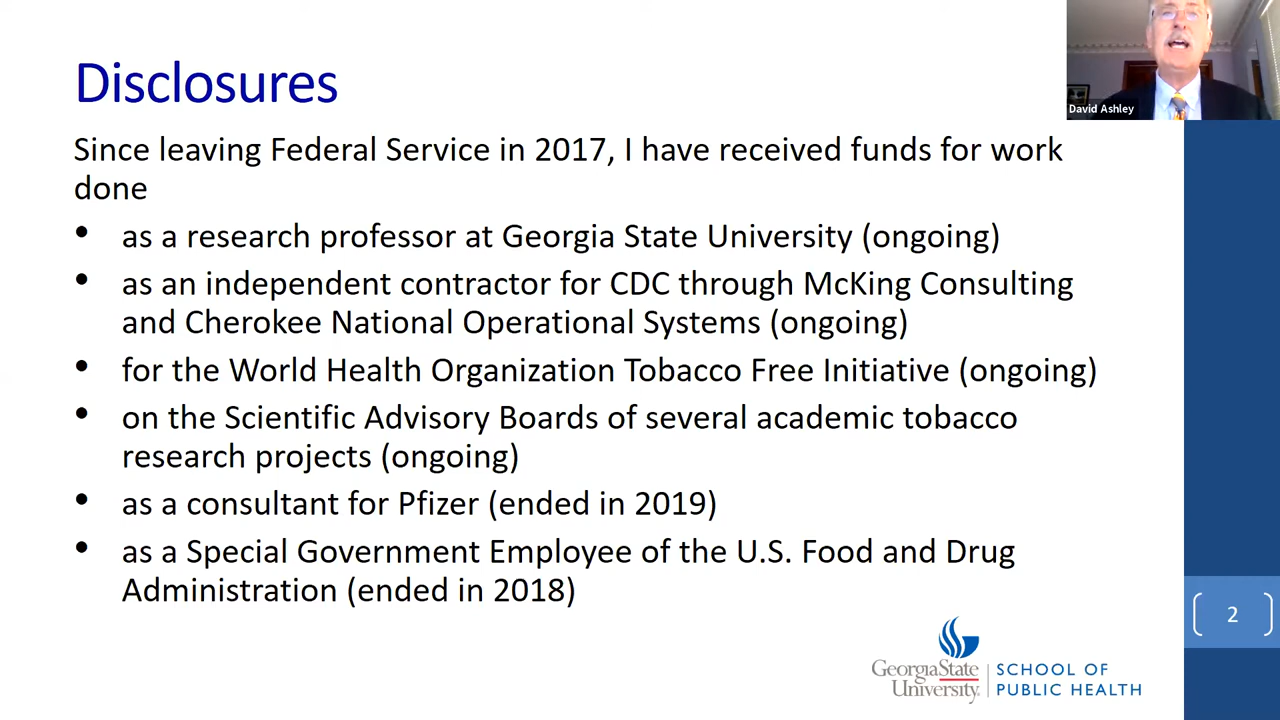 Disclosures
David Ashley
Since leaving Federal Service in 2017, I have received funds for work
done
• as a research professor at Georgia State University (ongoing)
• as an independent contractor for CDC through McKing Consulting
and Cherokee National Operational Systems (ongoing)
• for the World Health Organization Tobacco Free Initiative (ongoing)
• on the Scientific Advisory Boards of several academic tobacco
research projects (ongoing)
• as a consultant for Pfizer (ended in 2019)
• as a Special Government Employee of the U.S. Food and Drug
Administration (ended in 2018)
2
GeorgiaState
University
SCHOOL OF
PUBLIC HEALTH